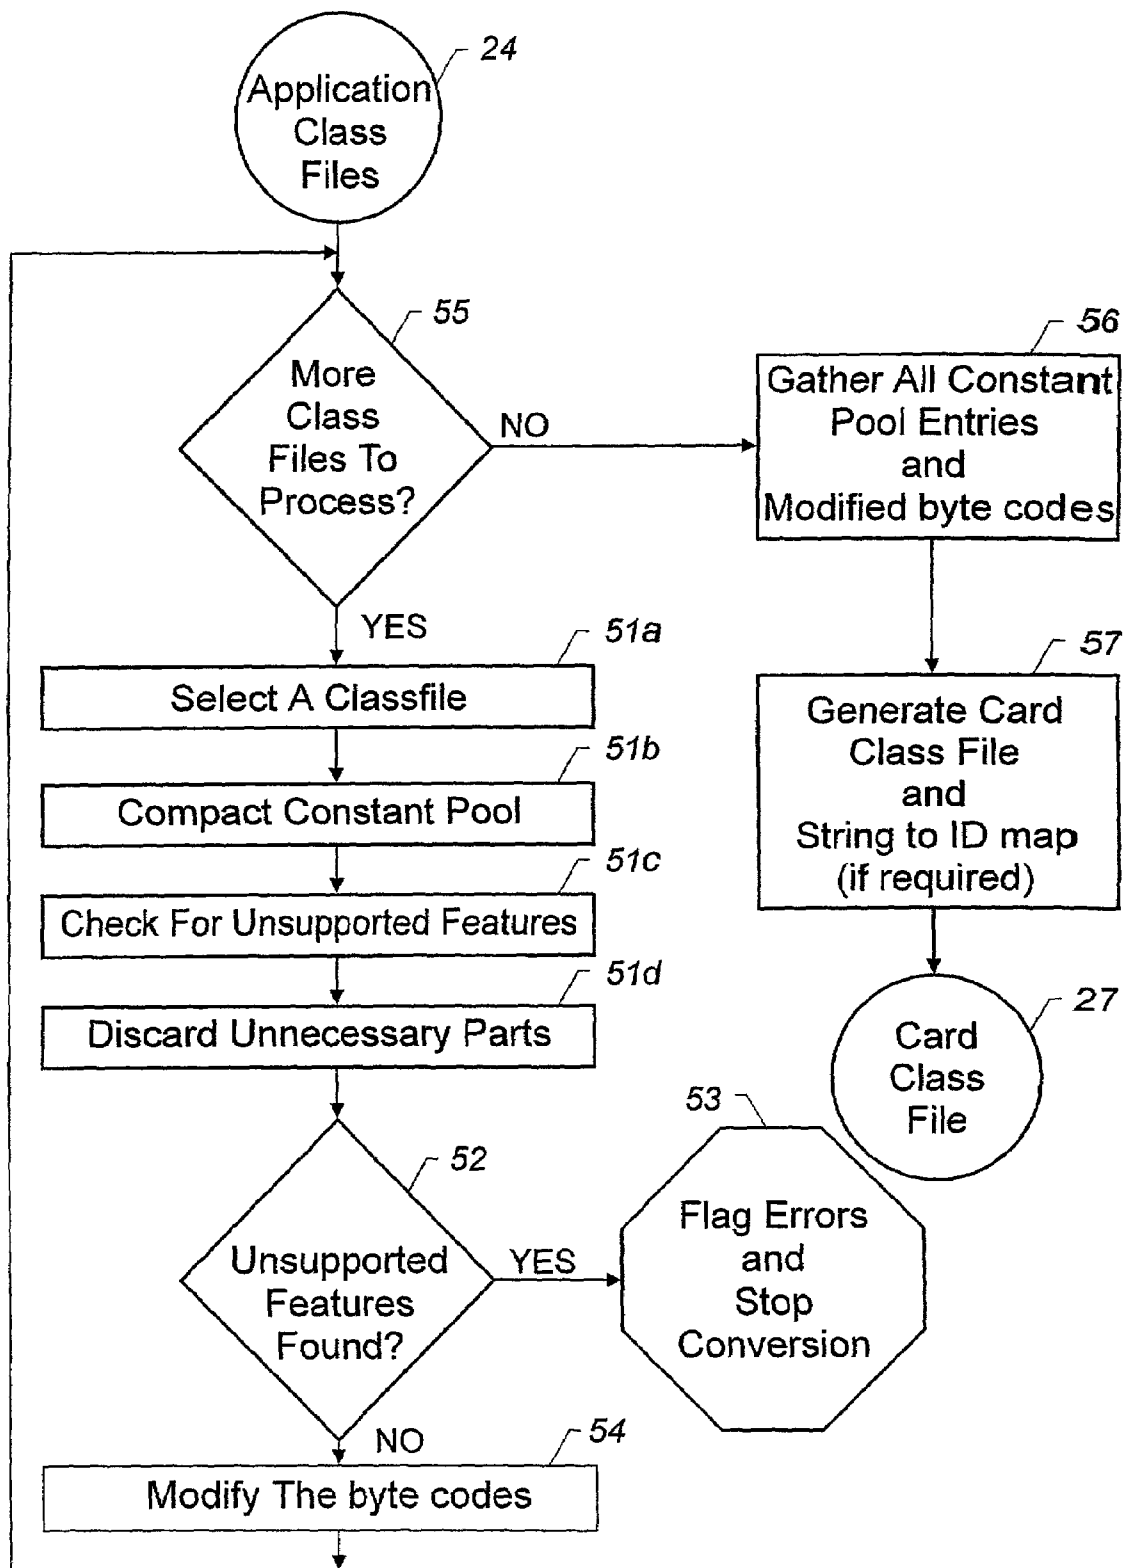 24
Application
Class
Files
55
More
Class
Files To
Process?
NO
YES
56
Gather All Constant
Pool Entries
and
Modified byte codes
51a
Select A Classfile
57
Generate Card
Class File
and
String to ID map
(if required)
51b
Compact Constant Pool
51c
Check For Unsupported Features
51d
Discard Unnecessary Parts
27
Card
Class
File
52
Unsupported
Features
Found?
YES
53
Flag Errors
and
Stop
Conversion
NO
54
Modify The byte codes